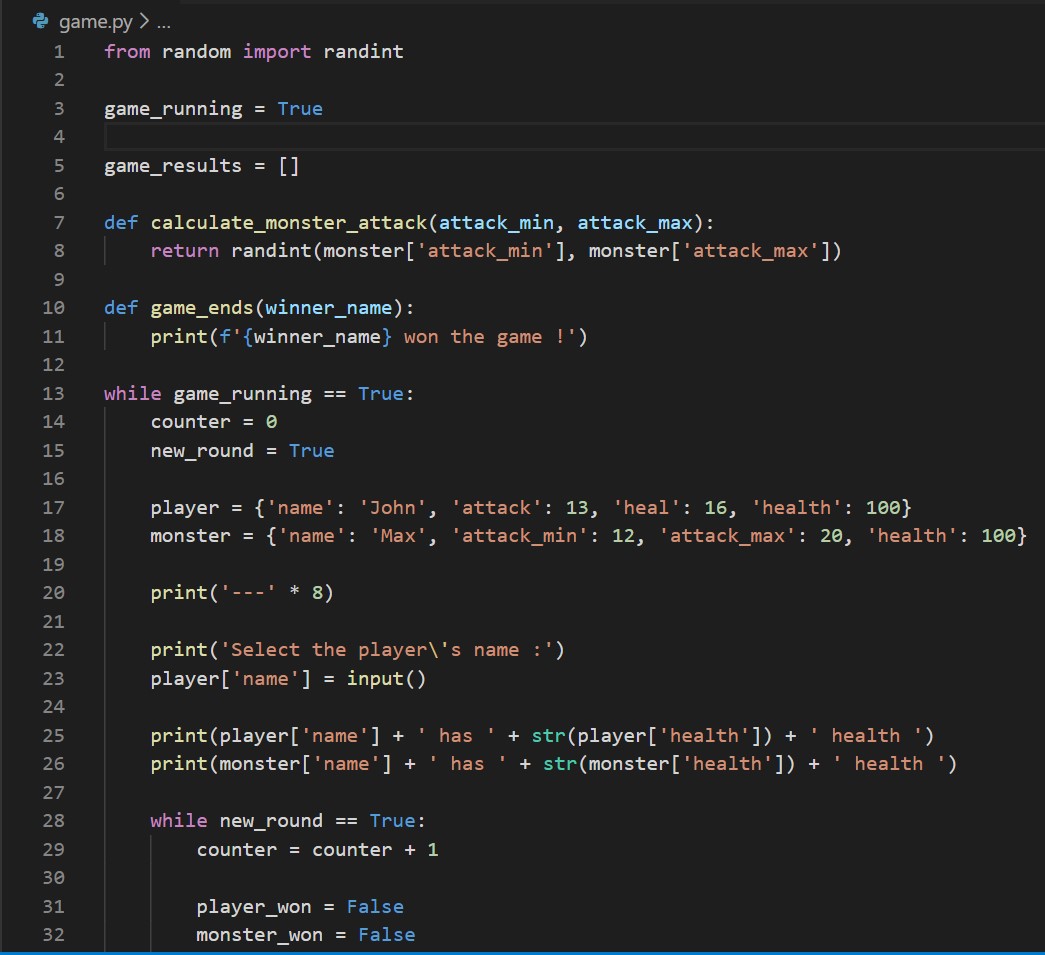 game.py > ...
1 from random import randint
2
3 game_running = True
4
5 game_results = []
6
7 def calculate_monster_attack(attack_min, attack_max):
8     return randint(monster['attack_min'], monster['attack_max'])
9
10 def game_ends(winner_name):
11     print(f'{winner_name} won the game !')
12
13 while game_running == True:
14     counter = 0
15     new_round = True
16
17     player = {'name': 'John', 'attack': 13, 'heal': 16, 'health': 100}
18     monster = {'name': 'Max', 'attack_min': 12, 'attack_max': 20, 'health': 100}
19
20     print('---' * 8)
21
22     print('Select the player\'s name :')
23     player['name'] = input()
24
25     print(player['name'] + ' has ' + str(player['health']) + ' health ')
26     print(monster['name'] + ' has ' + str(monster['health']) + ' health ')
27
28     while new_round == True:
29         counter = counter + 1
30
31         player_won = False
32         monster_won = False